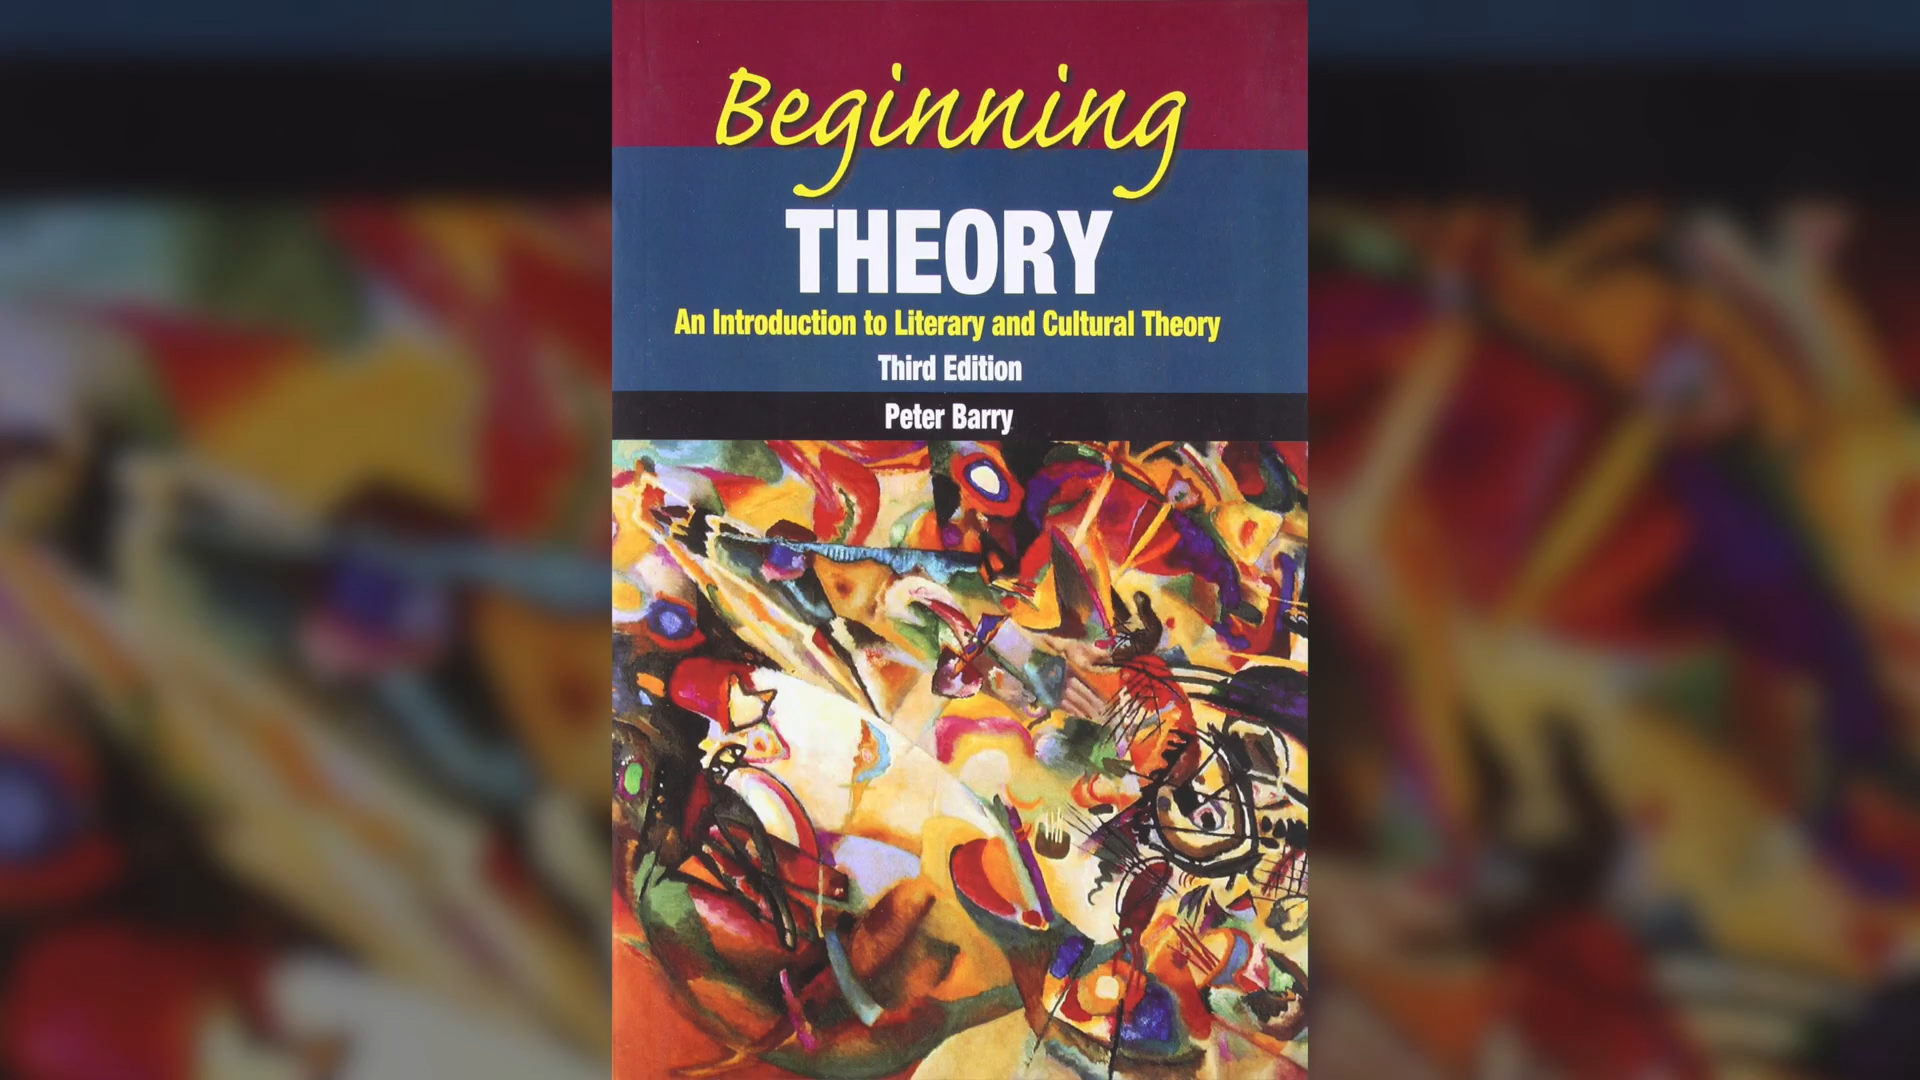 Beginning
THEORY
An Introduction to Literary and Cultural Theory
Third Edition
Peter Barry